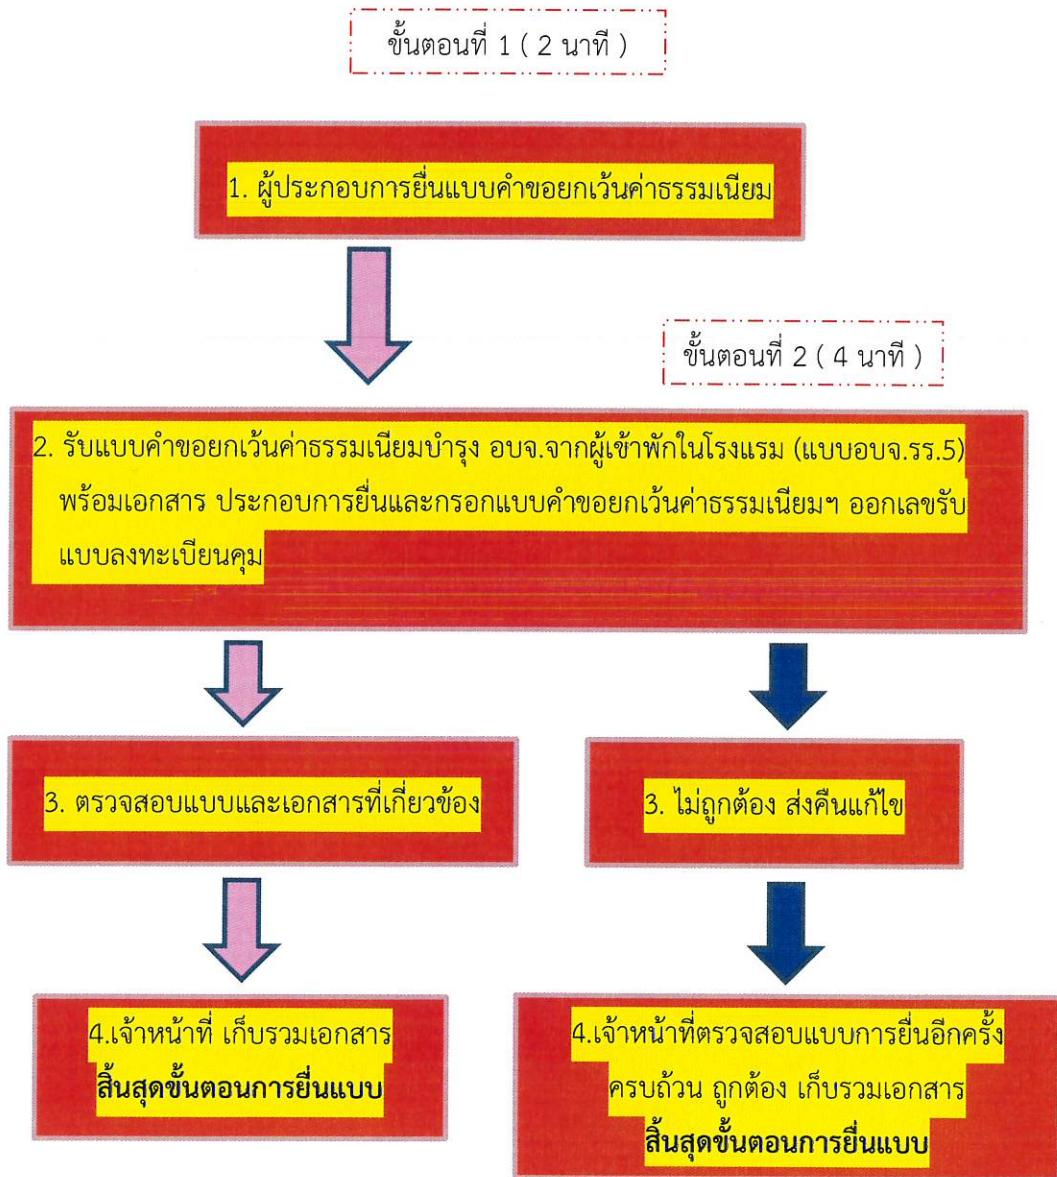 ขั้นตอนที่ 1 ( 2 นาที )
1. ผู้ประกอบการยื่นแบบคำขอยกเว้นค่าธรรมเนียม
ขั้นตอนที่ 2 ( 4 นาที )
2. รับแบบคำขอยกเว้นค่าธรรมเนียมบำรุง อบจ.จากผู้เข้าพักในโรงแรม (แบบอบจ.รร.5)
พร้อมเอกสาร ประกอบการยื่นและกรอกแบบคำขอยกเว้นค่าธรรมเนียมฯ ออกเลขรับ
แบบลงทะเบียนคุม
3. ตรวจสอบแบบและเอกสารที่เกี่ยวข้อง
3. ไม่ถูกต้อง ส่งคืนแก้ไข
4.เจ้าหน้าที่ เก็บรวมเอกสาร
สิ้นสุดขั้นตอนการยื่นแบบ
4.เจ้าหน้าที่ตรวจสอบแบบการยื่นอีกครั้ง
ครบถ้วน ถูกต้อง เก็บรวมเอกสาร
สิ้นสุดขั้นตอนการยื่นแบบ